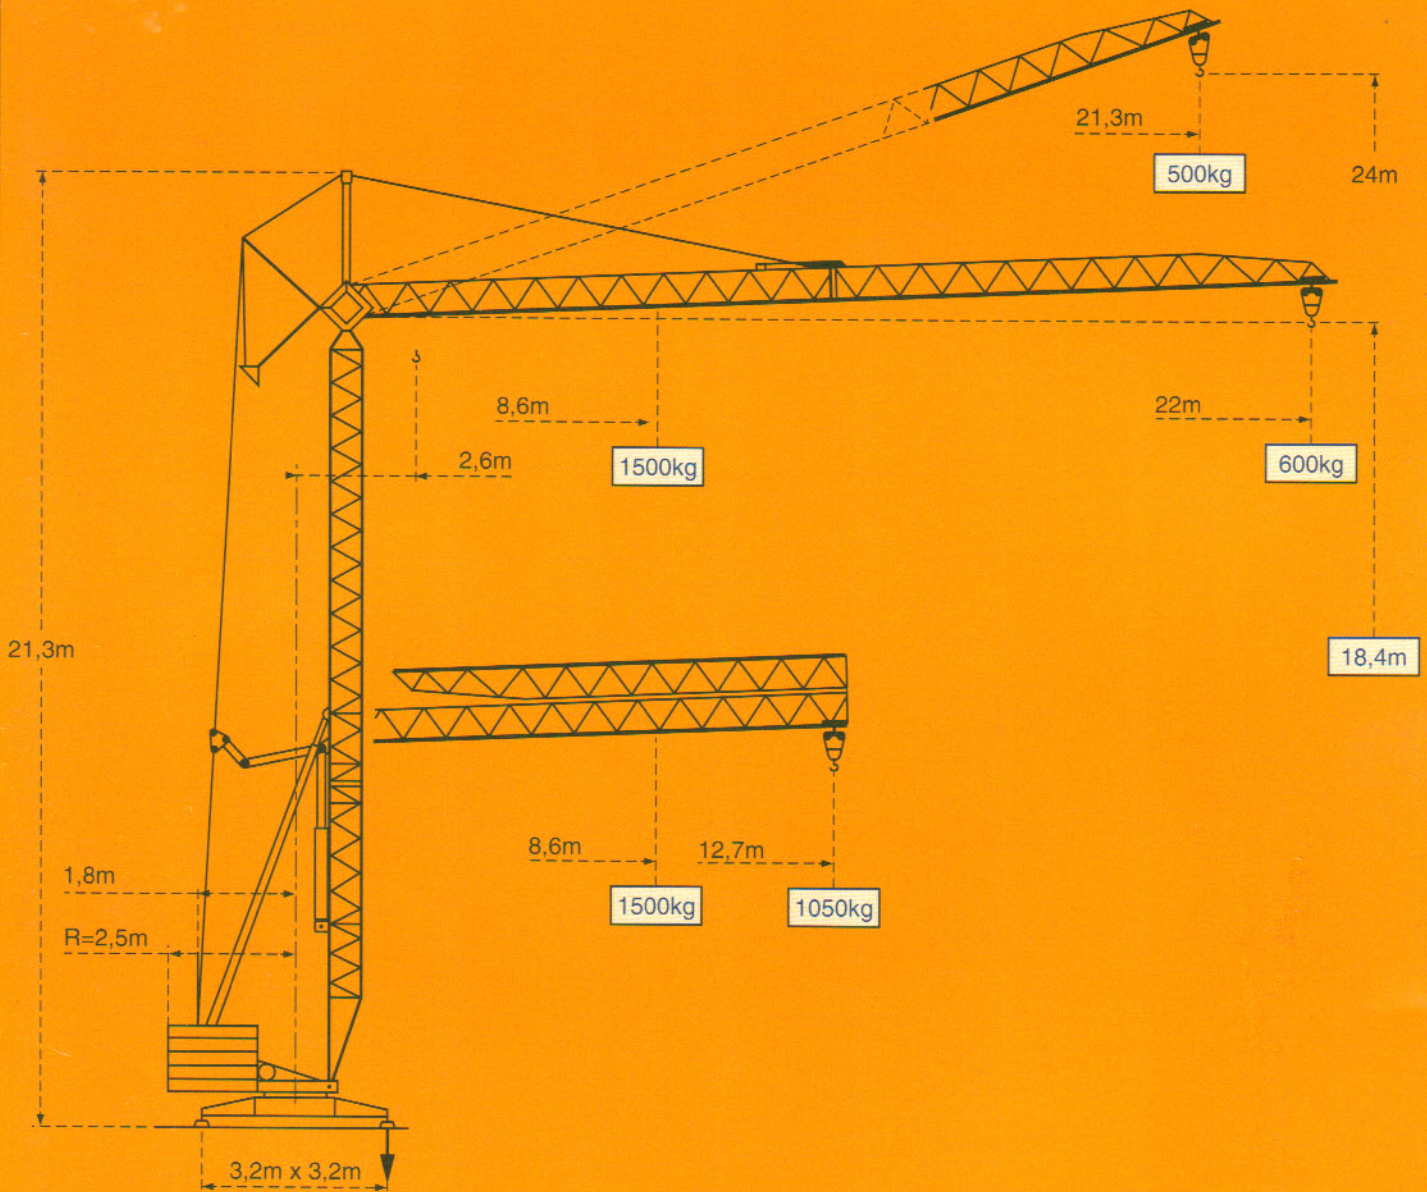 21,3m
500kg
24m
8,6m
22m
2,6m
1500kg
600kg
21,3m
18,4m
8,6m
12,7m
1,8m
1500kg
1050kg
R=2,5m
3,2m x 3,2m